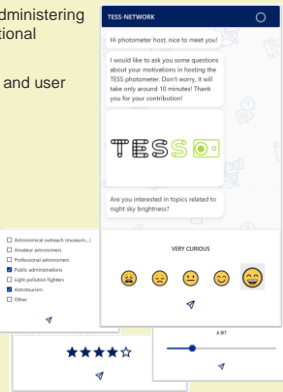 administering
tional
and user
TESS-NETWORK
Hi photometer host, nice to meet you!
I would like to ask you some questions
about your motivations in hosting the
TESS photometer. Don't worry, it will
take only around 10 minutes! Thank
you for your contribution!
TESS
Are you interested in topics related to
night sky brightness?
VERY CURIOUS
Astronomical outreach (museum,...)
Amateur astronomers
Professional astronomers
Public administrations
Light pollution fighters
Astrotourism
Other
A BIT